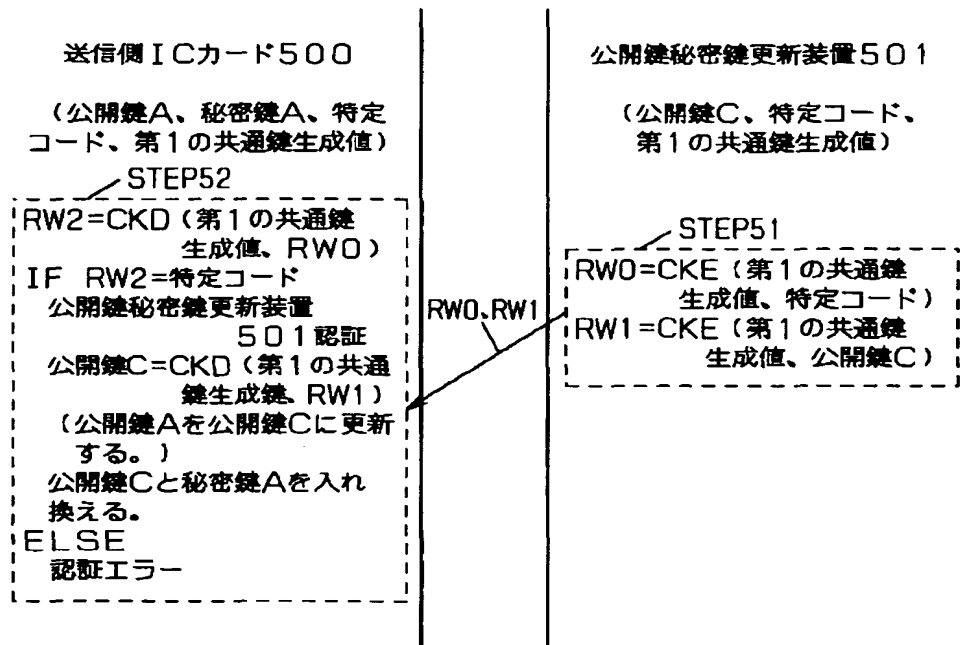 送信側ICカード500
(公開鍵A、秘密鍵A、特定
コード、第1の共通鍵生成値)
STEP52
RW2=CKD(第1の共通鍵
生成値、RW0)
IF RW2=特定コード
公開鍵秘密鍵更新装置
501認証
公開鍵C=CKD(第1の共通
鍵生成鍵、RW1)
(公開鍵Aを公開鍵Cに更新
する。)
公開鍵Cと秘密鍵Aを入れ
換える。
ELSE
認証エラー
RW0、RW1
公開鍵秘密鍵更新装置501
(公開鍵C、特定コード、
第1の共通鍵生成値)
STEP51
RW0=CKE(第1の共通鍵
生成値、特定コード)
RW1=CKE(第1の共通鍵
生成値、公開鍵C)